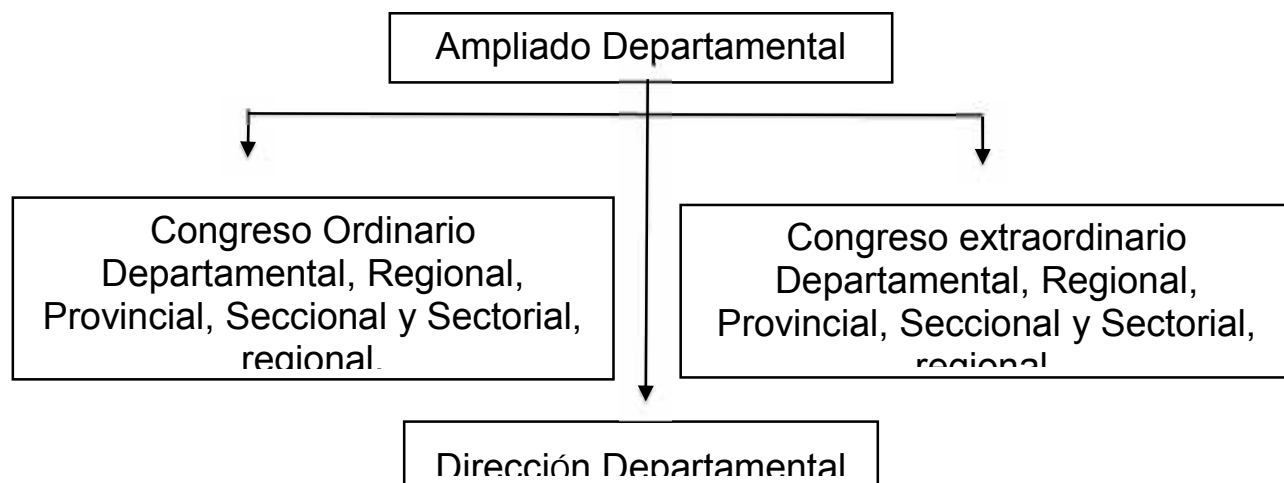 Ampliado Departamental
Congreso Ordinario
Departamental, Regional,
Provincial, Seccional y Sectorial,
regional.
Congreso extraordinario
Departamental, Regional,
Provincial, Seccional y Sectorial,
regional
Dirección Departamental